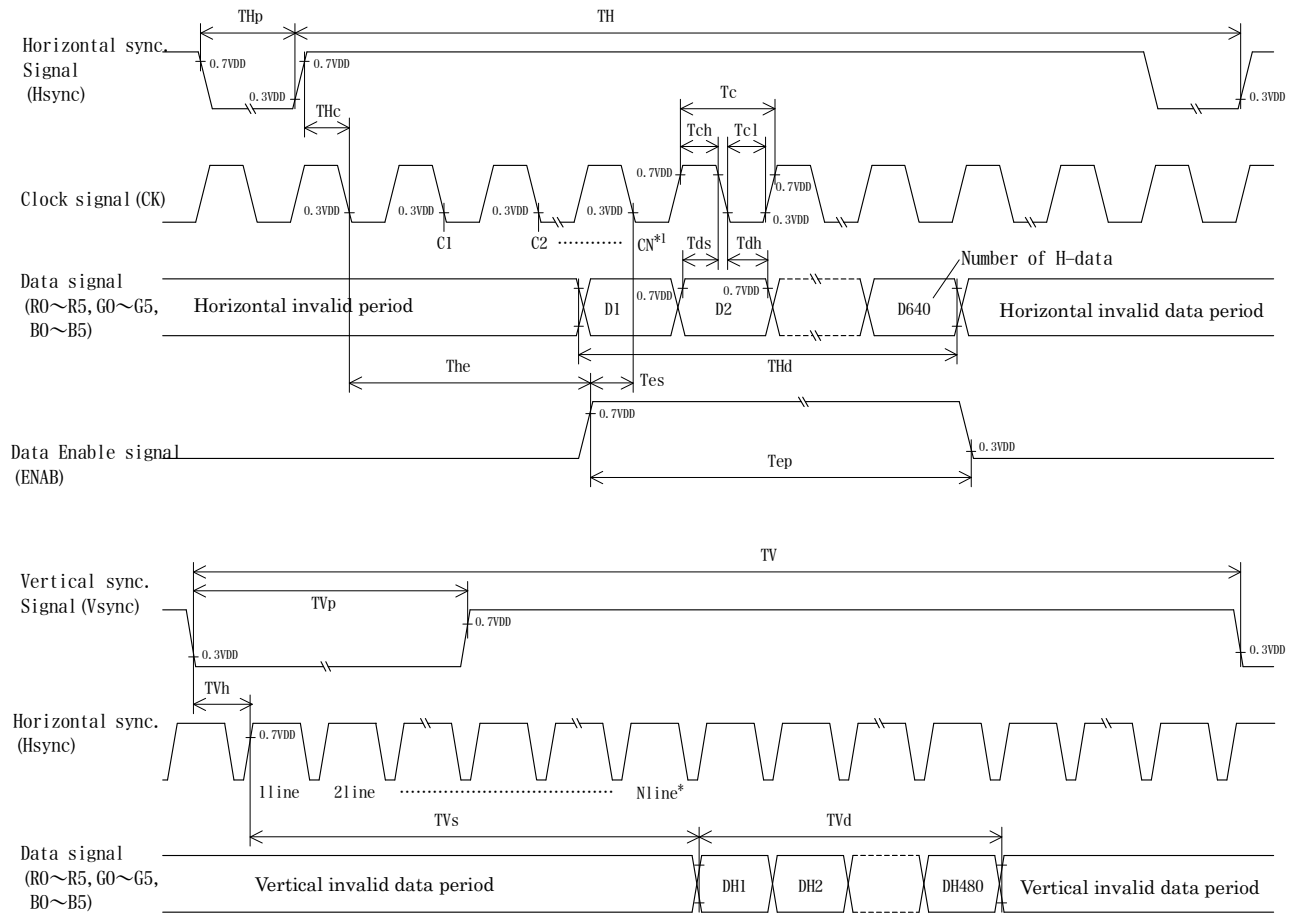 THp
TH
Horizontal sync.
Signal
(Hsync)
0.7VDD
0.7VDD
0.3VDD
0.3VDD
THc
Tc
Tch
Tcl
Clock signal(CK)
0.7VDD
0.7VDD
0.3VDD
0.3VDD
0.3VDD
0.3VDD
0.3VDD
C1
C2
…………
CN*1
Tds
Tdh
Number of H-data
Data signal
(R0～R5,G0～G5,
B0～B5)
Horizontal invalid period
D1
0.7VDD
D2
0.7VDD
D640
Horizontal invalid data period
The
Tes
THd
0.7VDD
Data Enable signal
(ENAB)
0.3VDD
Tep
TV
Vertical sync.
Signal(Vsync)
TVp
0.7VDD
0.3VDD
0.3VDD
TVh
Horizontal sync.
(Hsync)
0.7VDD
1line
2line
……………………………
Nline*
TVs
TVd
Data signal
(R0～R5,G0～G5,
B0～B5)
Vertical invalid data period
DH1
DH2
DH480
Vertical invalid data period